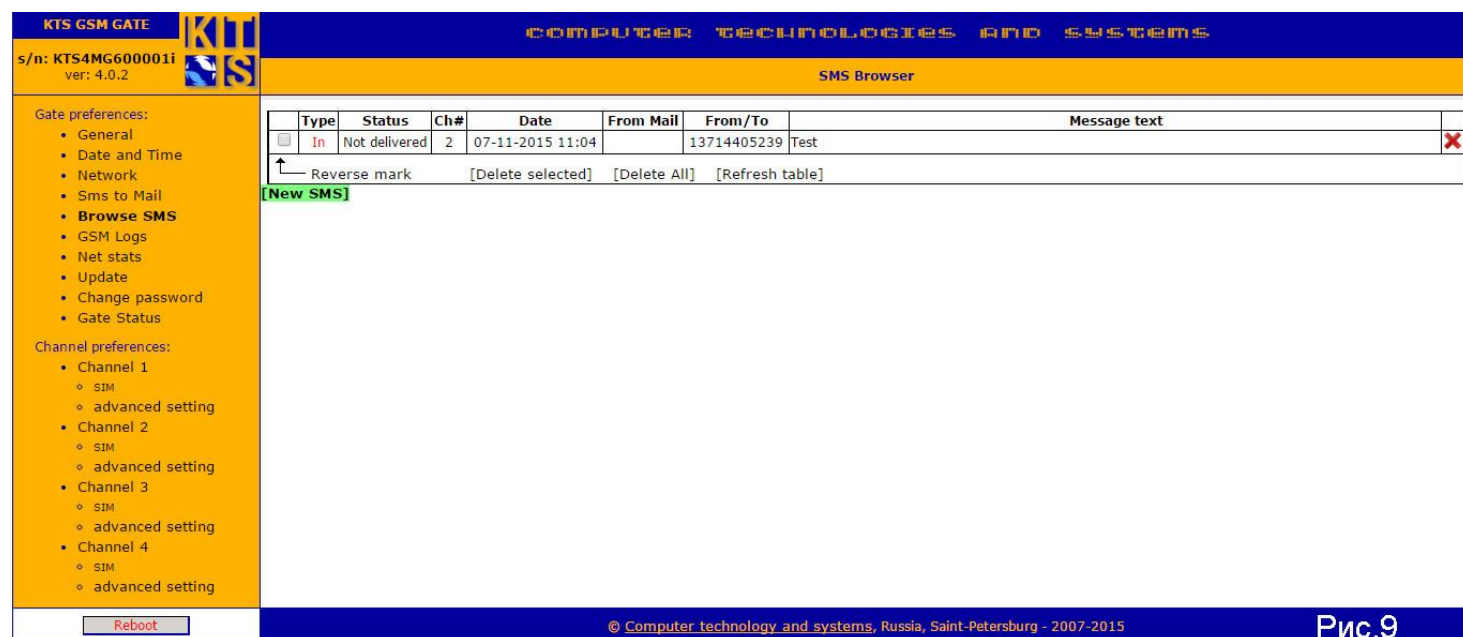 KTS GSM GATE
KTS
s/n: KTS4MG600001i
ver: 4.0.2
COMPUTER TECHNOLOGIES AND SYSTEMS
SMS Browser
Gate preferences:
General
Date and Time
Network
Sms to Mail
Browse SMS
GSM Logs
Net stats
Update
Change password
Gate Status
Channel preferences:
Channel 1
SIM
advanced setting
Channel 2
SIM
advanced setting
Channel 3
SIM
advanced setting
Channel 4
SIM
advanced setting
Reboot
Type Status Ch# Date From Mail From/To Message text
In Not delivered 2 07-11-2015 11:04 13714405239 Test
Reverse mark [Delete selected] [Delete All] [Refresh table]
[New SMS]
© Computer technology and systems, Russia, Saint-Petersburg - 2007-2015
Рис.9